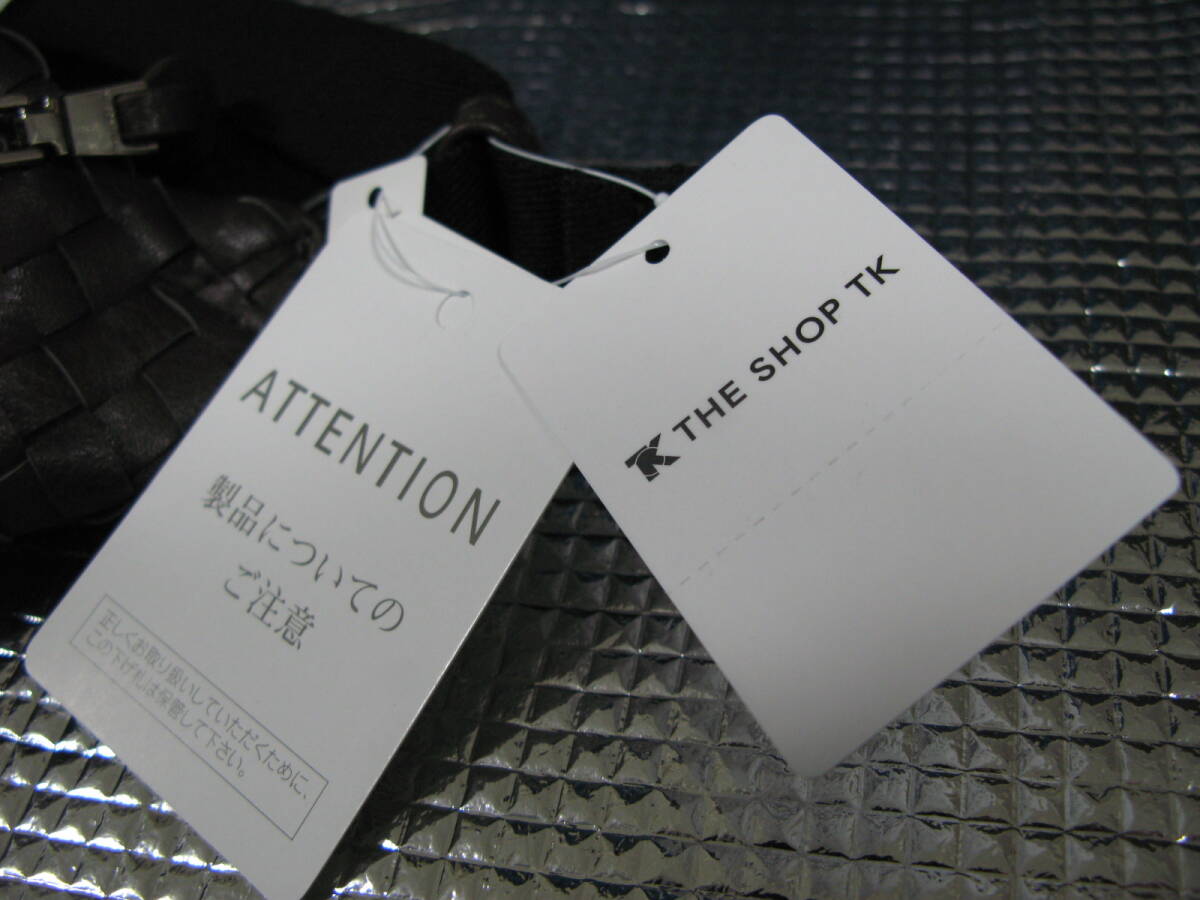 ATTENTION
製品についての
ご注意
正しくお取り扱いしていただくために、
この下げ札は保管して下さい。
THE SHOP TK